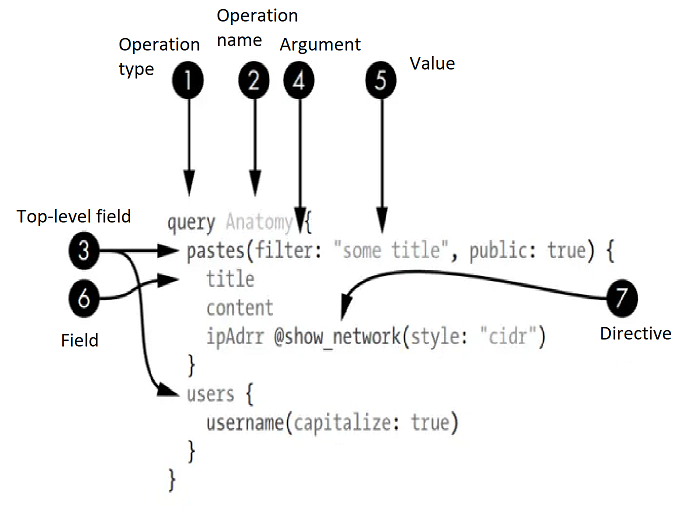 Operation
name
Operation
type
Argument
Value
1
2
4
5
Top-level field
query Anatomy {
3
pastes(filter: "some title", public: true) {
title
6
7
content
Field
Directive
ipAdrr @show_network(style: "cidr")
}
users {
username(capitalize: true)
}
}